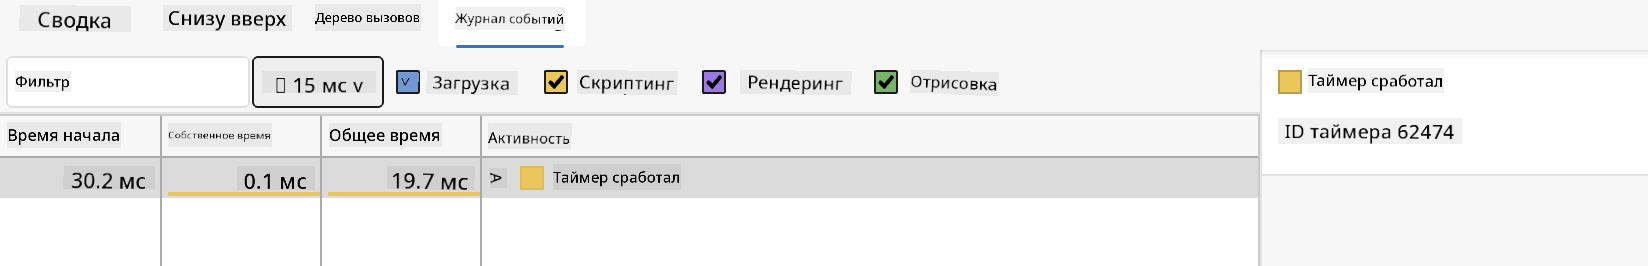 Сводка Снизу вверх Дерево вызовов Журнал событий
Фильтр 15 мс v Загрузка Скриптинг Рендеринг Отрисовка
Время начала Собственное время Общее время Активность
30.2 мс 0.1 мс 19.7 мс Таймер сработал
Таймер сработал
ID таймера 62474